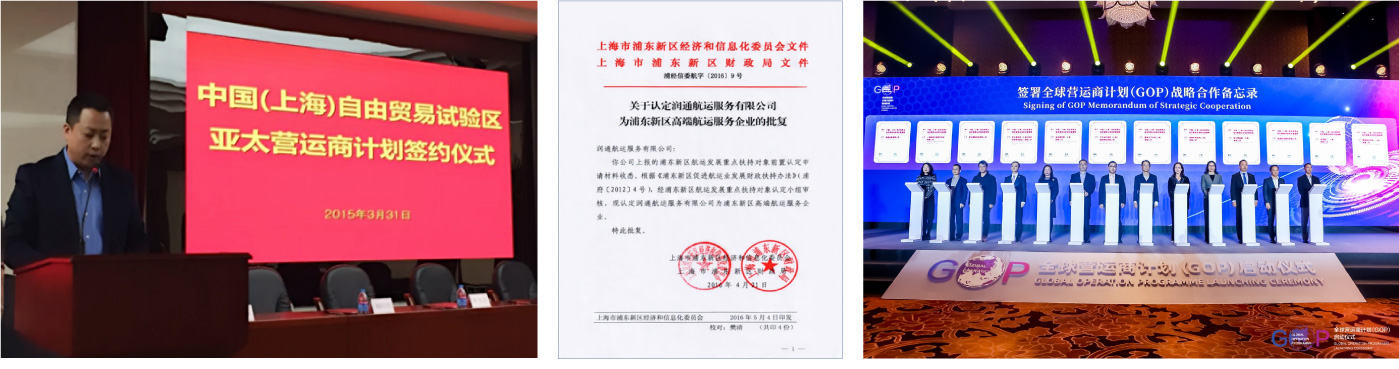 中国(上海)自由贸易试验区
亚太营运商计划签约仪式
2015年3月31日
上海市浦东新区经济和信息化委员会文件
上海市浦东新区财政局文件
浦经信委航字〔2016〕9号
关于认定润通航运服务有限公司
为浦东新区高端航运服务企业的批复
润通航运服务有限公司:
你公司上报的浦东新区航运发展重点扶持对象前置认定申
请材料收悉。根据《浦东新区促进航运业发展财政扶持办法》(浦
府〔2012〕4号),经浦东新区航运发展重点扶持对象认定小组审
核,现认定润通航运服务有限公司为浦东新区高端航运服务企
业。
特此批复。
上海市浦东新区经济和信息化委员会
上海市浦东新区财政局
2016年4月21日
上海市浦东新区经济和信息化委员会 2016年5月4日印发
校对:樊琦 (共印4份)
— 1 —
GOP
签署全球营运商计划(GOP)战略合作备忘录
Signing of GOP Memorandum of Strategic Cooperation
GOP 全球营运商计划(GOP)启动仪式
GLOBAL OPERATION PROGRAMME LAUNCHING CEREMONY
GOP 全球营运商计划(GOP)
启动仪式
GLOBAL OPERATION PROGRAMME
LAUNCHING CEREMONY